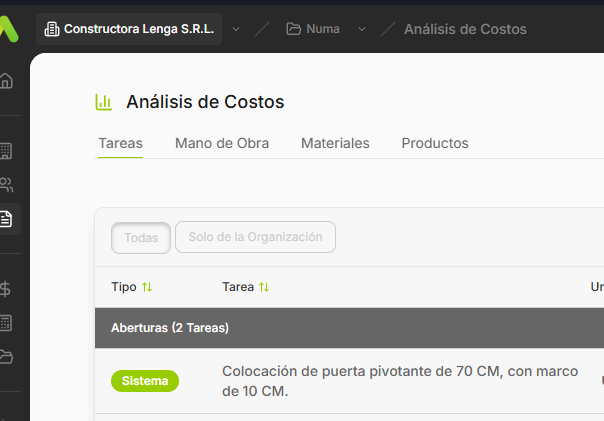 Constructora Lenga S.R.L. Numa Análisis de Costos
Análisis de Costos
Tareas Mano de Obra Materiales Productos
Todas Solo de la Organización
Tipo Tarea
Aberturas (2 Tareas)
Sistema
Colocación de puerta pivotante de 70 CM, con marco
de 10 CM.